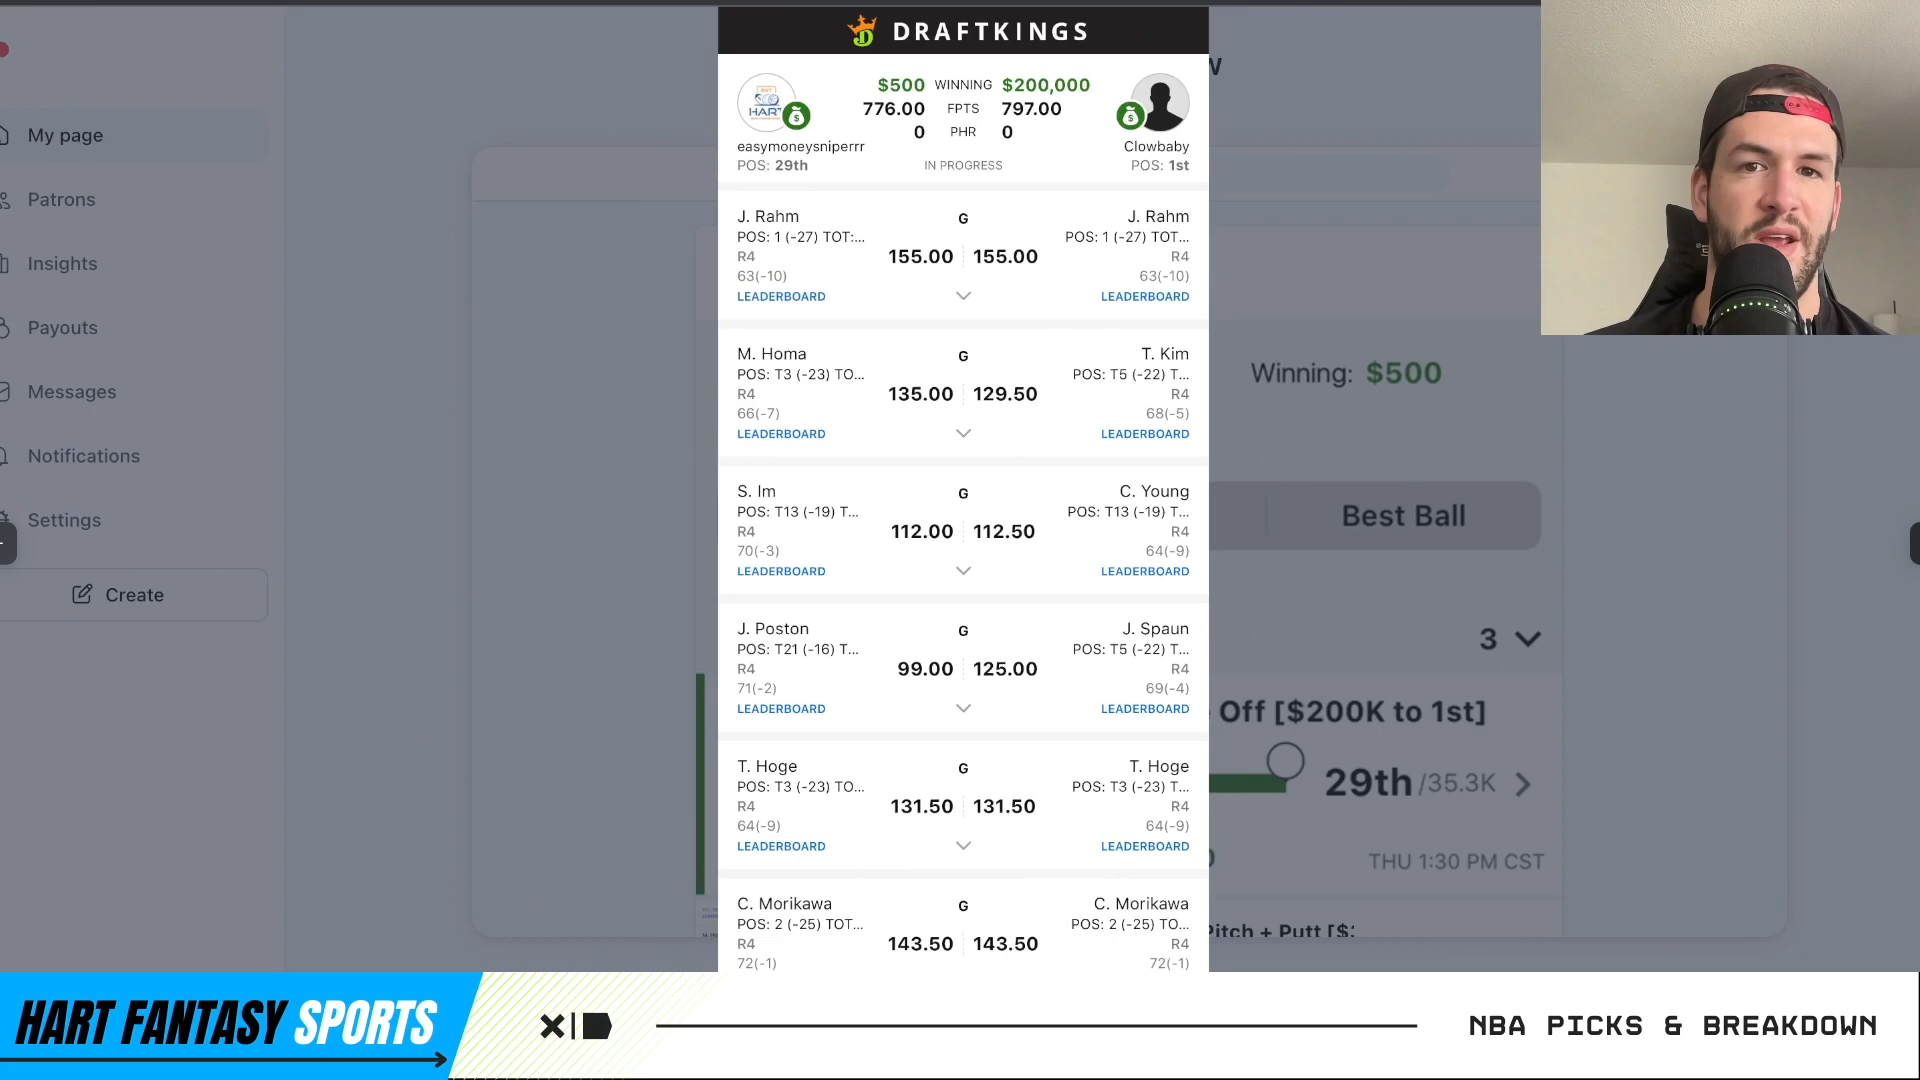 DRAFTKINGS
$500 WINNING $200,000
776.00 FPTS 797.00
0 PHR 0
easymoneysniperrr Clowbaby
POS: 29th IN PROGRESS POS: 1st
J. Rahm G J. Rahm
POS: 1 (-27) TOT:... POS: 1 (-27) TOT...
R4 155.00 155.00 R4
63(-10) 63(-10)
LEADERBOARD LEADERBOARD
M. Homa G T. Kim
POS: T3 (-23) TO... POS: T5 (-22) T...
R4 135.00 129.50 R4
66(-7) 68(-5)
LEADERBOARD LEADERBOARD
S. Im G C. Young
POS: T13 (-19) T... POS: T13 (-19) T...
R4 112.00 112.50 R4
70(-3) 64(-9)
LEADERBOARD LEADERBOARD
J. Poston G J. Spaun
POS: T21 (-16) T... POS: T5 (-22) T...
R4 99.00 125.00 R4
71(-2) 69(-4)
LEADERBOARD LEADERBOARD
T. Hoge G T. Hoge
POS: T3 (-23) TO... POS: T3 (-23) T...
R4 131.50 131.50 R4
64(-9) 64(-9)
LEADERBOARD LEADERBOARD
C. Morikawa G C. Morikawa
POS: 2 (-25) TOT... POS: 2 (-25) TO...
R4 143.50 143.50 R4
72(-1) 72(-1)
My page
Patrons
Insights
Payouts
Messages
Notifications
Settings
Create
Winning: $500
Best Ball
3
Off [$200K to 1st]
29th /35.3K
THU 1:30 PM CST
Pitch + Putt [$
HART FANTASY SPORTS
NBA PICKS & BREAKDOWN